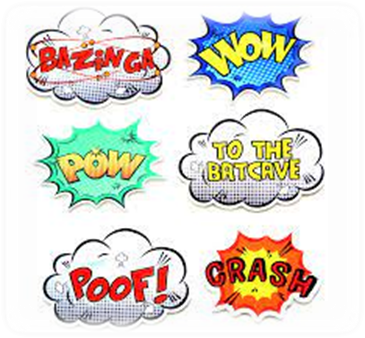 BAZINGA
WOW
POW
TO THE
BATCAVE
POOF!
CRASH